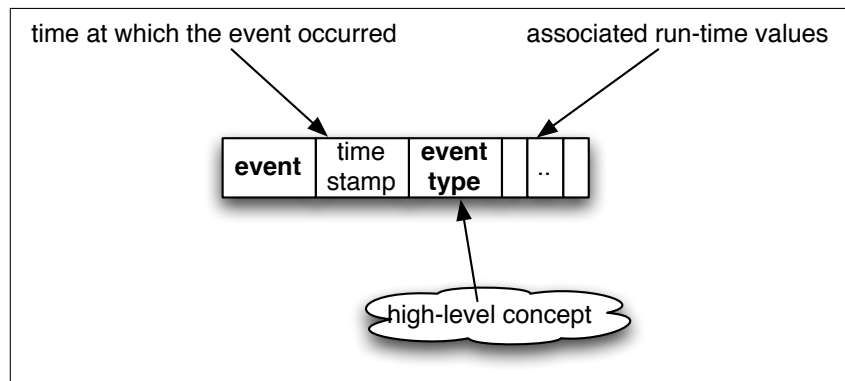 time at which the event occurred
associated run-time values
event
time
stamp
event
type
..
high-level concept